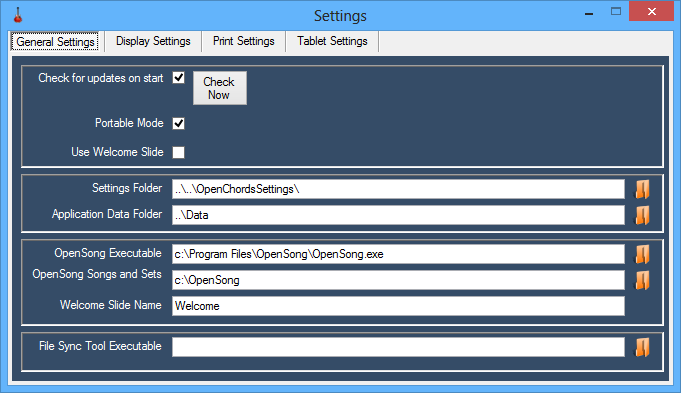 Settings
General Settings Display Settings Print Settings Tablet Settings
Check for updates on start Check
Now
Portable Mode
Use Welcome Slide
Settings Folder ..\..\OpenChordsSettings\
Application Data Folder ..\Data
OpenSong Executable c:\Program Files\OpenSong\OpenSong.exe
OpenSong Songs and Sets c:\OpenSong
Welcome Slide Name Welcome
File Sync Tool Executable